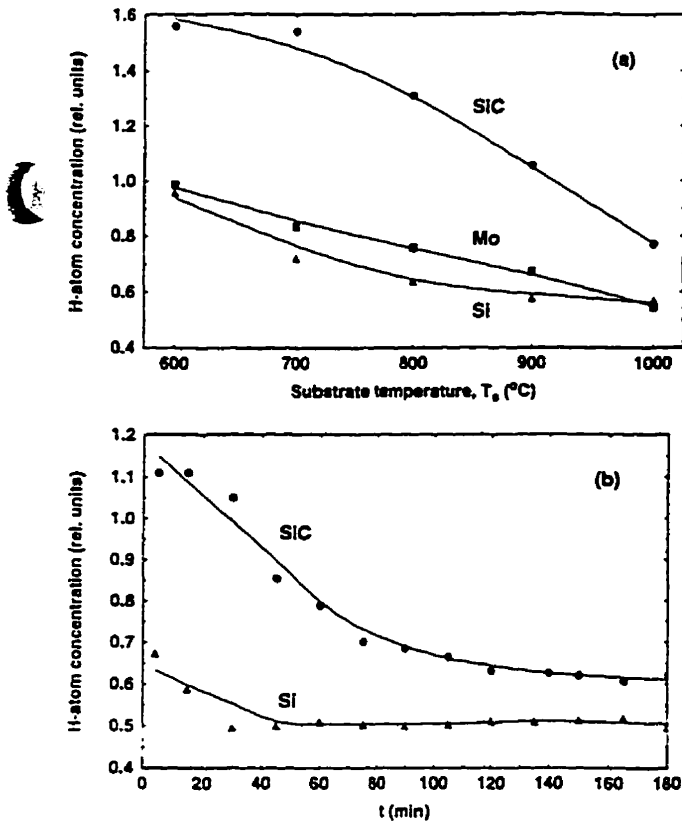 1.6
1.4
1.2
1.0
0.8
0.6
0.4
H-atom concentration (rel. units)
(a)
SiC
Mo
Si
600 700 800 900 1000
Substrate temperature, Ts (°C)
1.2
1.1
1.0
0.9
0.8
0.7
0.6
0.5
0.4
H-atom concentration (rel. units)
(b)
SiC
Si
0 20 40 60 80 100 120 140 160 180
t (min)